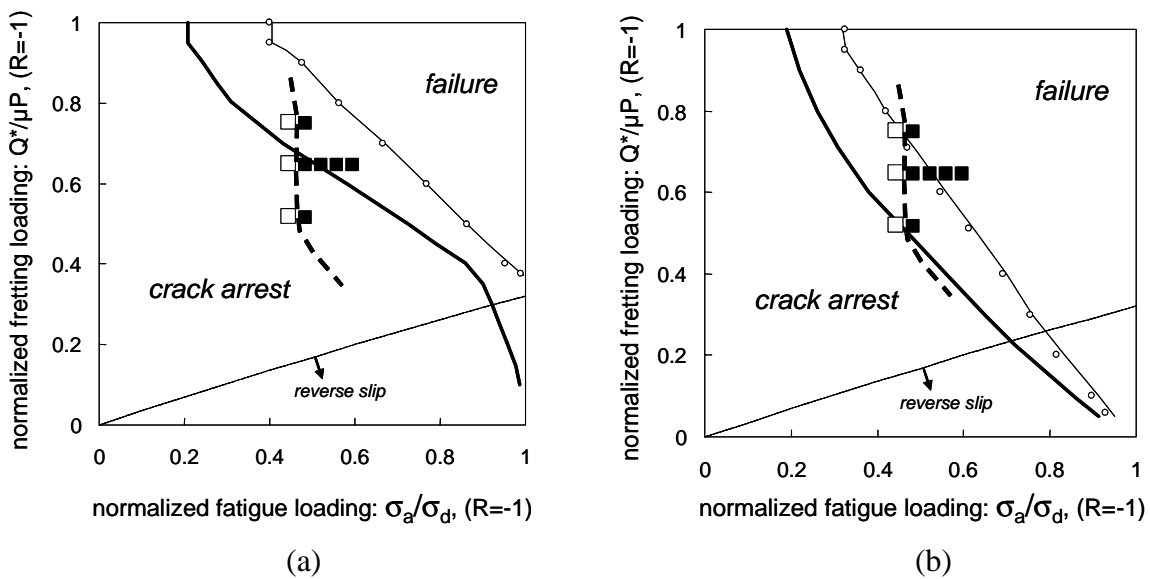 normalized fretting loading: Q*/μP, (R=-1)
1
0.8
0.6
0.4
0.2
0
failure
crack arrest
reverse slip
0 0.2 0.4 0.6 0.8 1
normalized fatigue loading: σa/σd, (R=-1)
(a)
normalized fretting loading: Q*/μP, (R=-1)
1
0.8
0.6
0.4
0.2
0
failure
crack arrest
reverse slip
0 0.2 0.4 0.6 0.8 1
normalized fatigue loading: σa/σd, (R=-1)
(b)